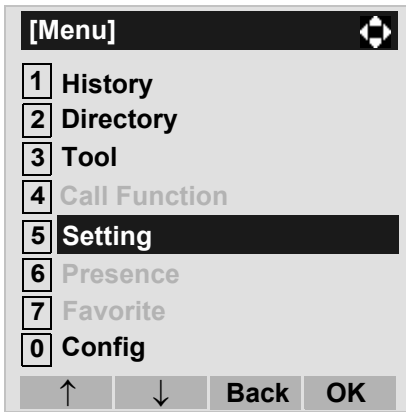 [Menu]
1 History
2 Directory
3 Tool
4 Call Function
5 Setting
6 Presence
7 Favorite
0 Config
↑ ↓ Back OK